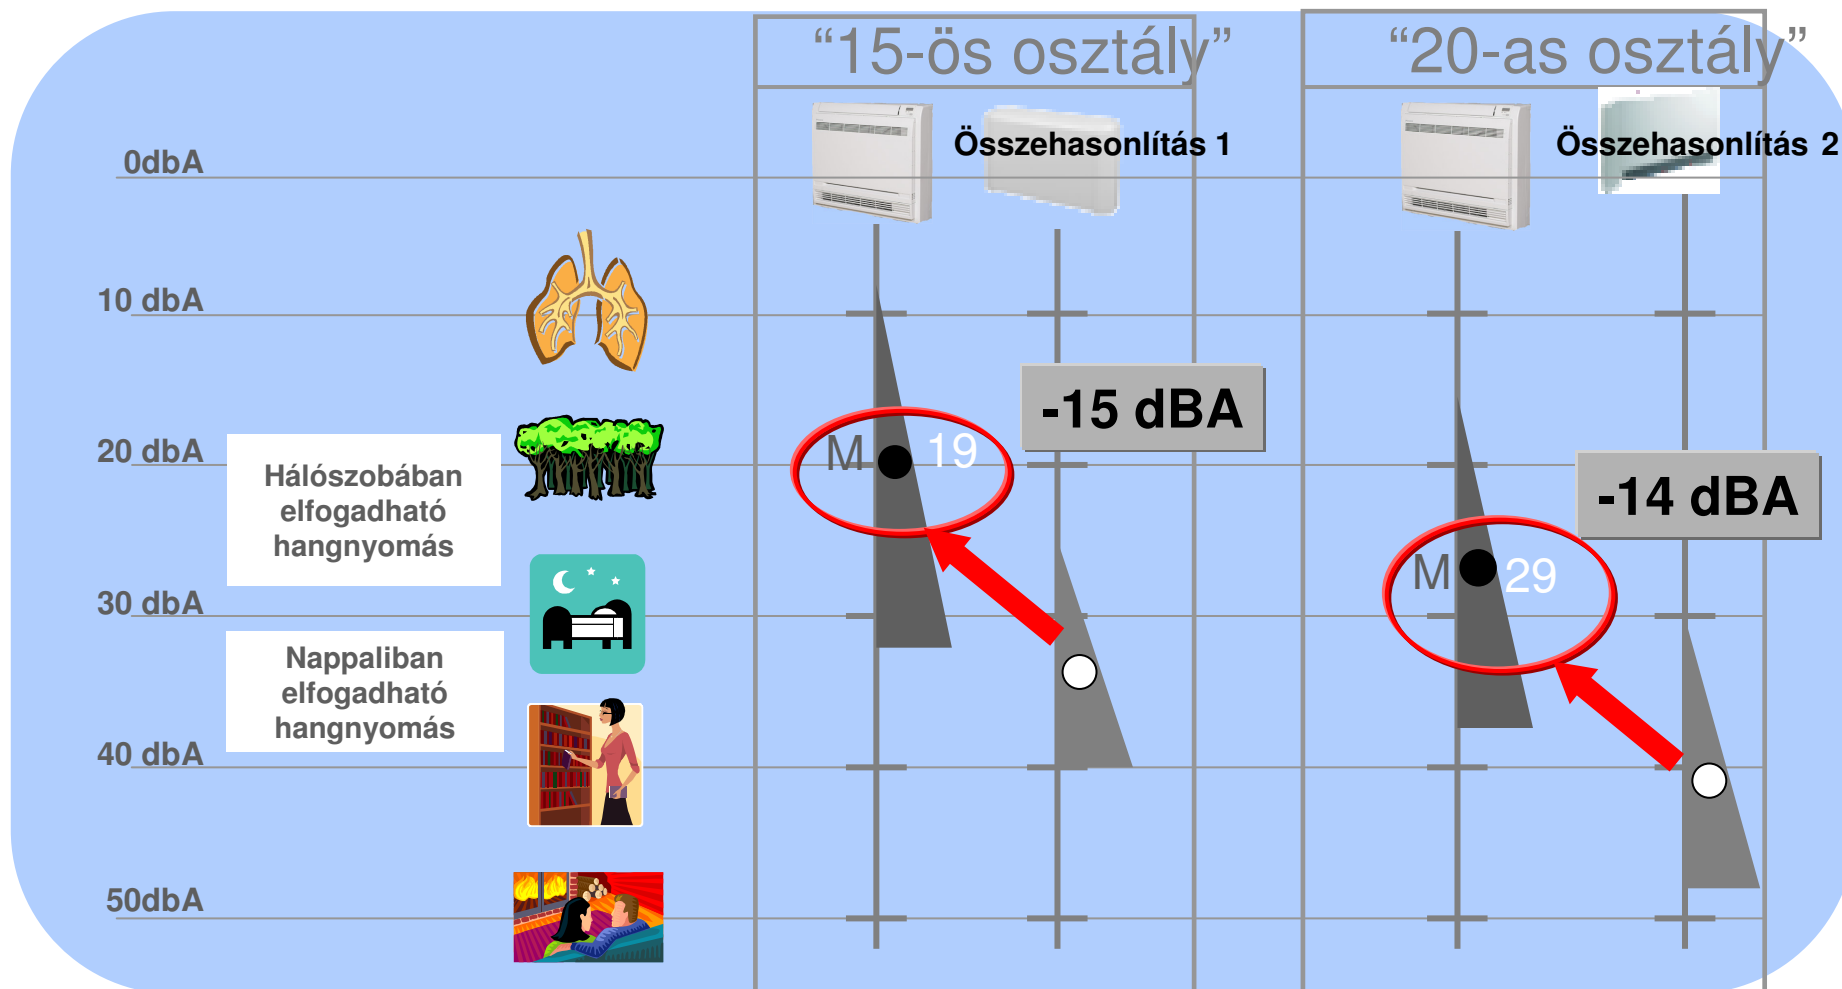 “15-ös osztály”
“20-as osztály”
Összehasonlítás 1
Összehasonlítás 2
0dbA
10 dbA
-15 dBA
20 dbA
M 19
Hálószobában
elfogadható
hangnyomás
-14 dBA
M 29
30 dbA
Nappaliban
elfogadható
hangnyomás
40 dbA
50dbA